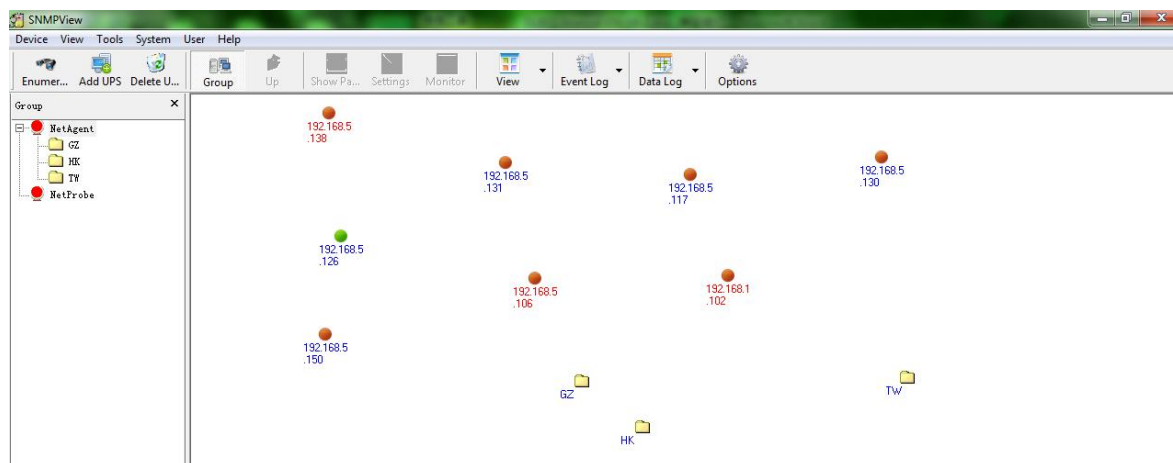 SNMPView
Device View Tools System User Help
Enumer... Add UPS Delete U... Group Up Show Pa... Settings Monitor View Event Log Data Log Options
Group
NetAgent
GZ
HK
TW
NetProbe
192.168.5
.138
192.168.5
.131
192.168.5
.117
192.168.5
.130
192.168.5
.126
192.168.5
.106
192.168.1
.102
192.168.5
.150
GZ
TW
HK